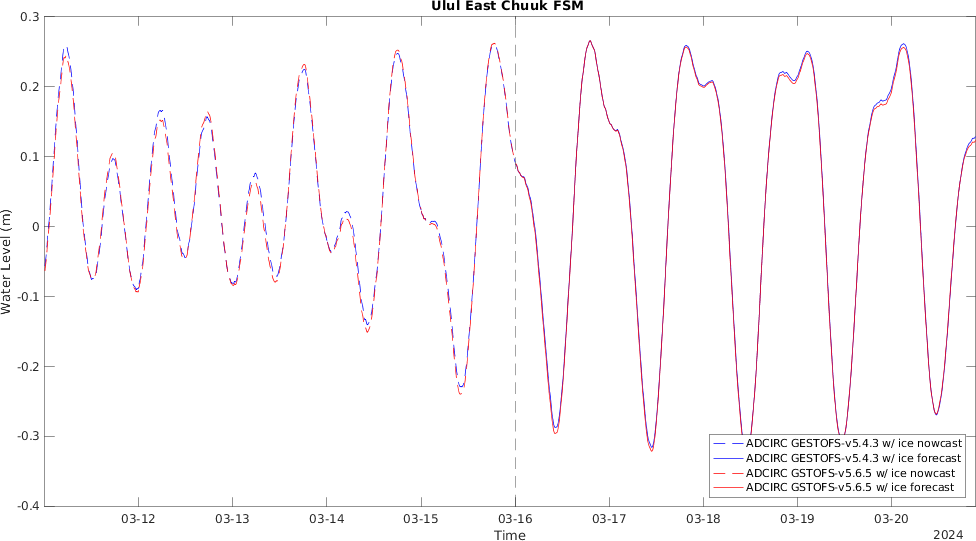 Ulul East Chuuk FSM
0.3
0.2
0.1
0
-0.1
-0.2
-0.3
-0.4
Water Level (m)
ADCIRC GESTOFS-v5.4.3 w/ ice nowcast
ADCIRC GESTOFS-v5.4.3 w/ ice forecast
ADCIRC GSTOFS-v5.6.5 w/ ice nowcast
ADCIRC GSTOFS-v5.6.5 w/ ice forecast
03-12 03-13 03-14 03-15 03-16 03-17 03-18 03-19 03-20
Time
2024